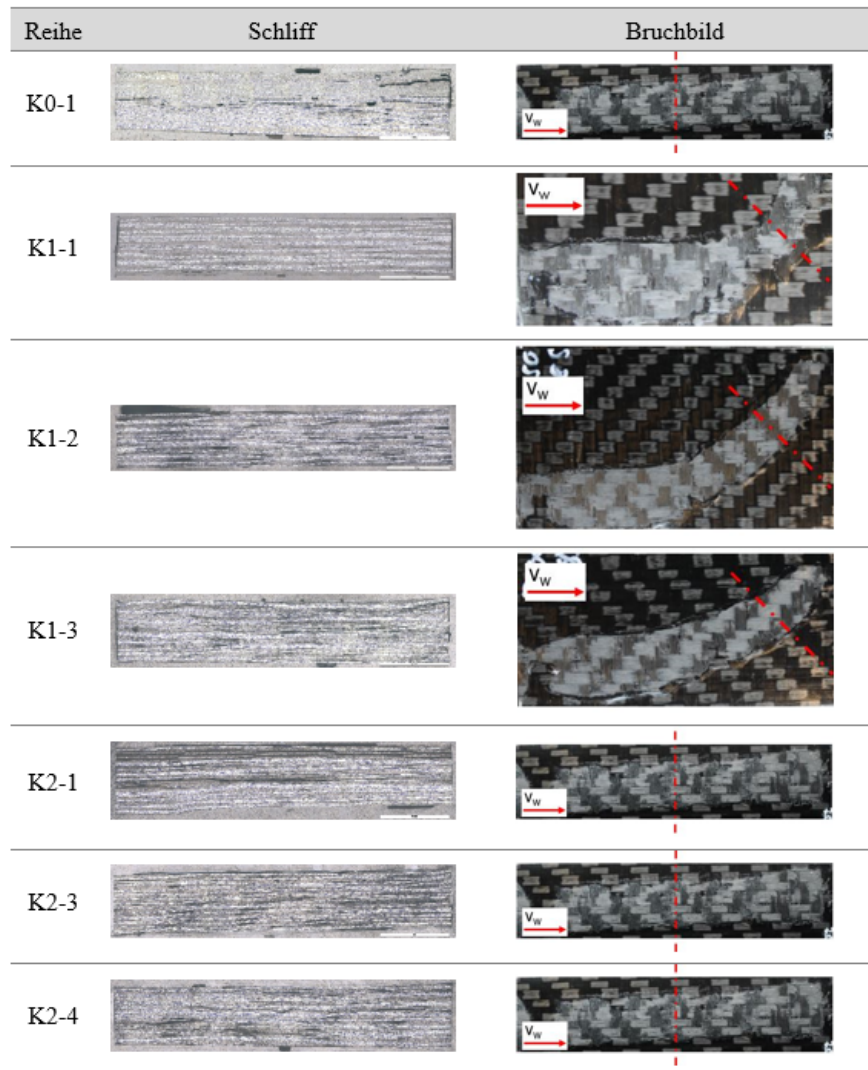 Reihe Schliff Bruchbild
K0-1
Vw
K1-1
Vw
K1-2
Vw
K1-3
Vw
K2-1
Vw
K2-3
Vw
K2-4
Vw